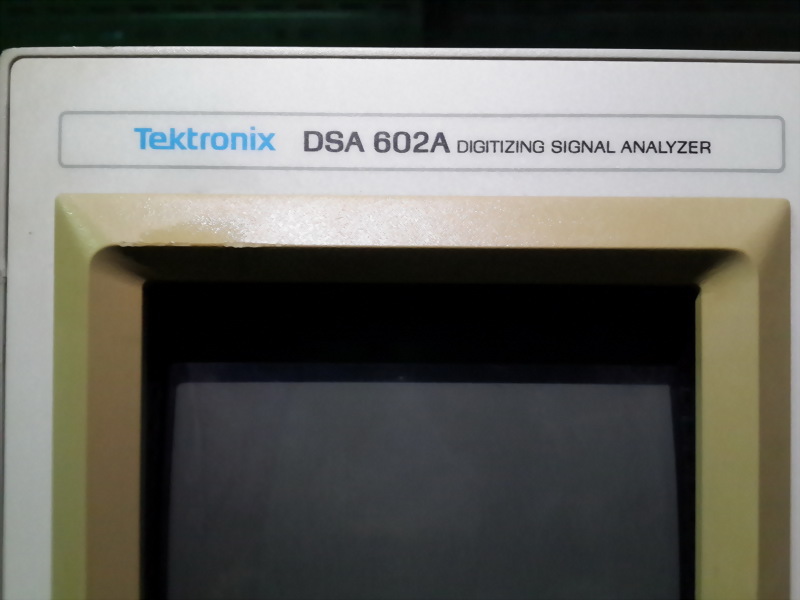 Tektronix DSA 602A DIGITIZING SIGNAL ANALYZER